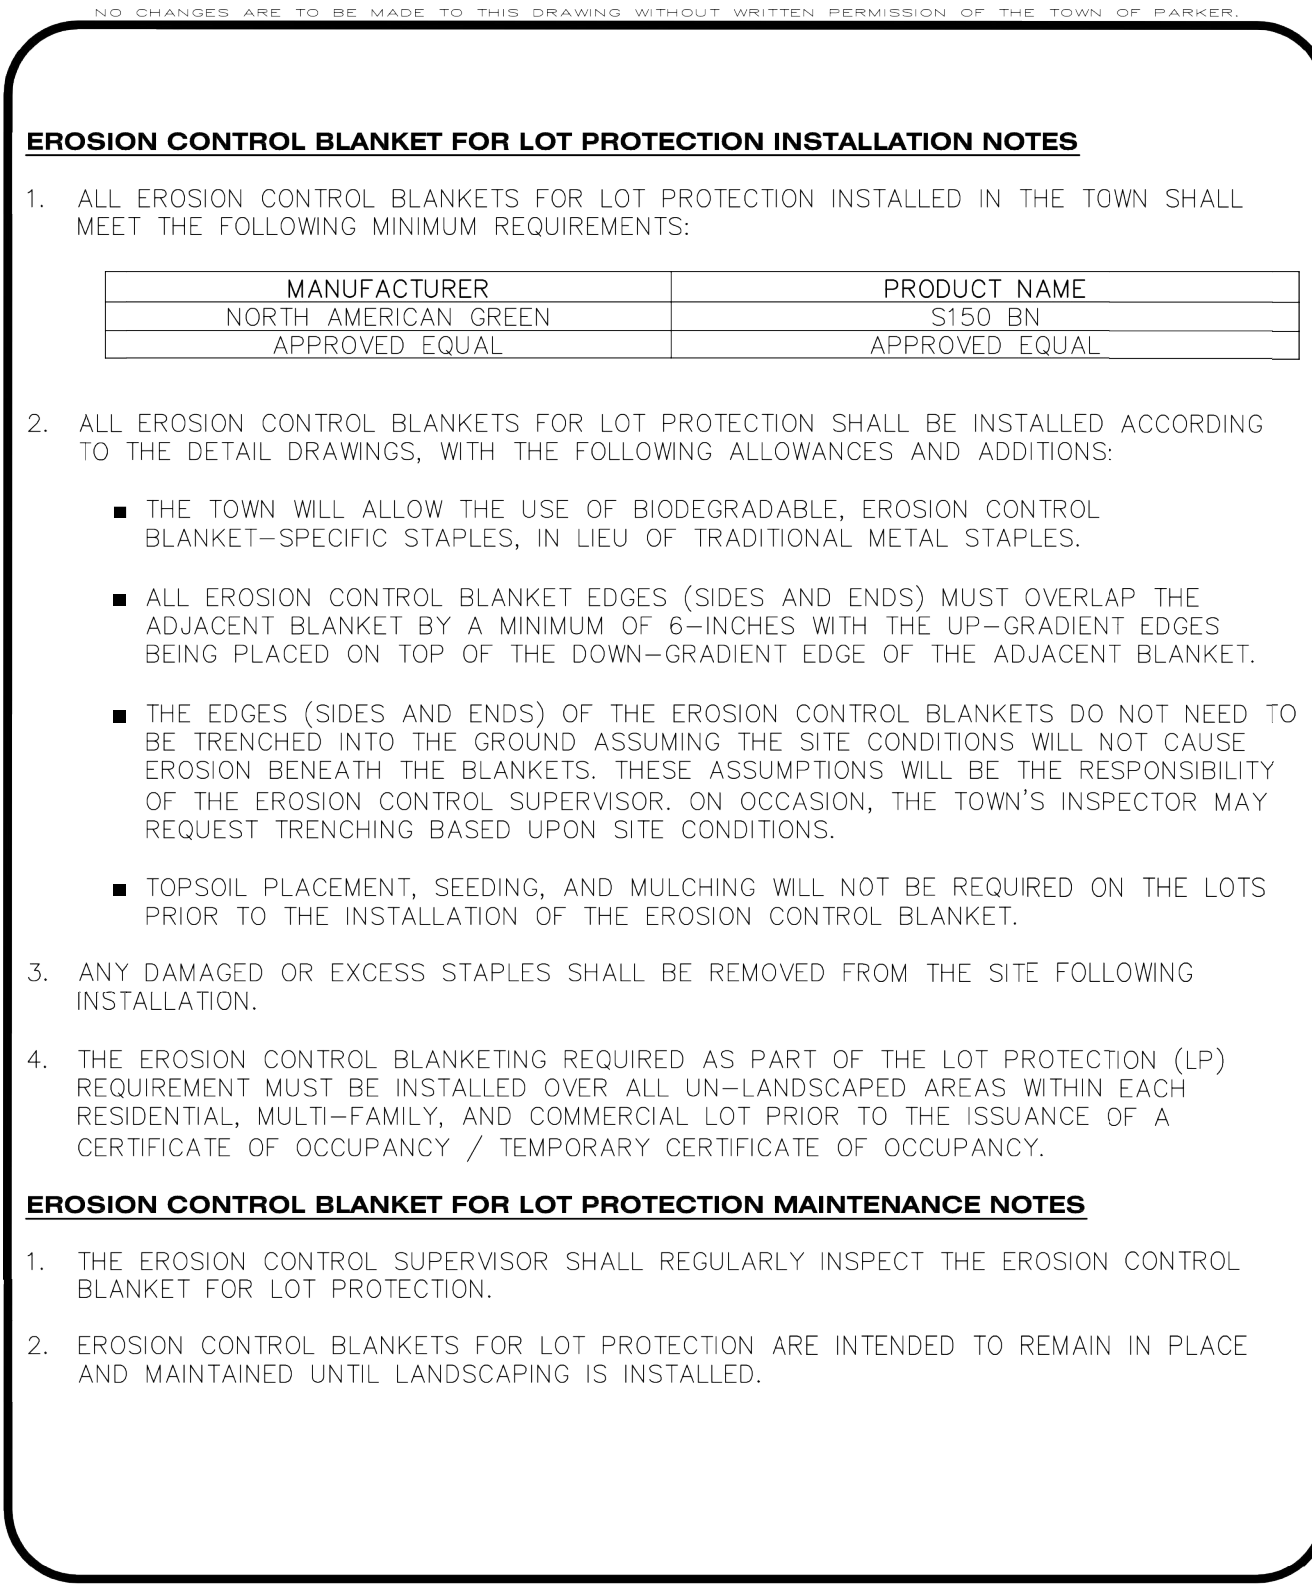 NO CHANGES ARE TO BE MADE TO THIS DRAWING WITHOUT WRITTEN PERMISSION OF THE TOWN OF PARKER.
EROSION CONTROL BLANKET FOR LOT PROTECTION INSTALLATION NOTES
1. ALL EROSION CONTROL BLANKETS FOR LOT PROTECTION INSTALLED IN THE TOWN SHALL
MEET THE FOLLOWING MINIMUM REQUIREMENTS:
MANUFACTURER PRODUCT NAME
NORTH AMERICAN GREEN S150 BN
APPROVED EQUAL APPROVED EQUAL
2. ALL EROSION CONTROL BLANKETS FOR LOT PROTECTION SHALL BE INSTALLED ACCORDING
TO THE DETAIL DRAWINGS, WITH THE FOLLOWING ALLOWANCES AND ADDITIONS:
■ THE TOWN WILL ALLOW THE USE OF BIODEGRADABLE, EROSION CONTROL
BLANKET-SPECIFIC STAPLES, IN LIEU OF TRADITIONAL METAL STAPLES.
■ ALL EROSION CONTROL BLANKET EDGES (SIDES AND ENDS) MUST OVERLAP THE
ADJACENT BLANKET BY A MINIMUM OF 6-INCHES WITH THE UP-GRADIENT EDGES
BEING PLACED ON TOP OF THE DOWN-GRADIENT EDGE OF THE ADJACENT BLANKET.
■ THE EDGES (SIDES AND ENDS) OF THE EROSION CONTROL BLANKETS DO NOT NEED TO
BE TRENCHED INTO THE GROUND ASSUMING THE SITE CONDITIONS WILL NOT CAUSE
EROSION BENEATH THE BLANKETS. THESE ASSUMPTIONS WILL BE THE RESPONSIBILITY
OF THE EROSION CONTROL SUPERVISOR. ON OCCASION, THE TOWN'S INSPECTOR MAY
REQUEST TRENCHING BASED UPON SITE CONDITIONS.
■ TOPSOIL PLACEMENT, SEEDING, AND MULCHING WILL NOT BE REQUIRED ON THE LOTS
PRIOR TO THE INSTALLATION OF THE EROSION CONTROL BLANKET.
3. ANY DAMAGED OR EXCESS STAPLES SHALL BE REMOVED FROM THE SITE FOLLOWING
INSTALLATION.
4. THE EROSION CONTROL BLANKETING REQUIRED AS PART OF THE LOT PROTECTION (LP)
REQUIREMENT MUST BE INSTALLED OVER ALL UN-LANDSCAPED AREAS WITHIN EACH
RESIDENTIAL, MULTI-FAMILY, AND COMMERCIAL LOT PRIOR TO THE ISSUANCE OF A
CERTIFICATE OF OCCUPANCY / TEMPORARY CERTIFICATE OF OCCUPANCY.
EROSION CONTROL BLANKET FOR LOT PROTECTION MAINTENANCE NOTES
1. THE EROSION CONTROL SUPERVISOR SHALL REGULARLY INSPECT THE EROSION CONTROL
BLANKET FOR LOT PROTECTION.
2. EROSION CONTROL BLANKETS FOR LOT PROTECTION ARE INTENDED TO REMAIN IN PLACE
AND MAINTAINED UNTIL LANDSCAPING IS INSTALLED.